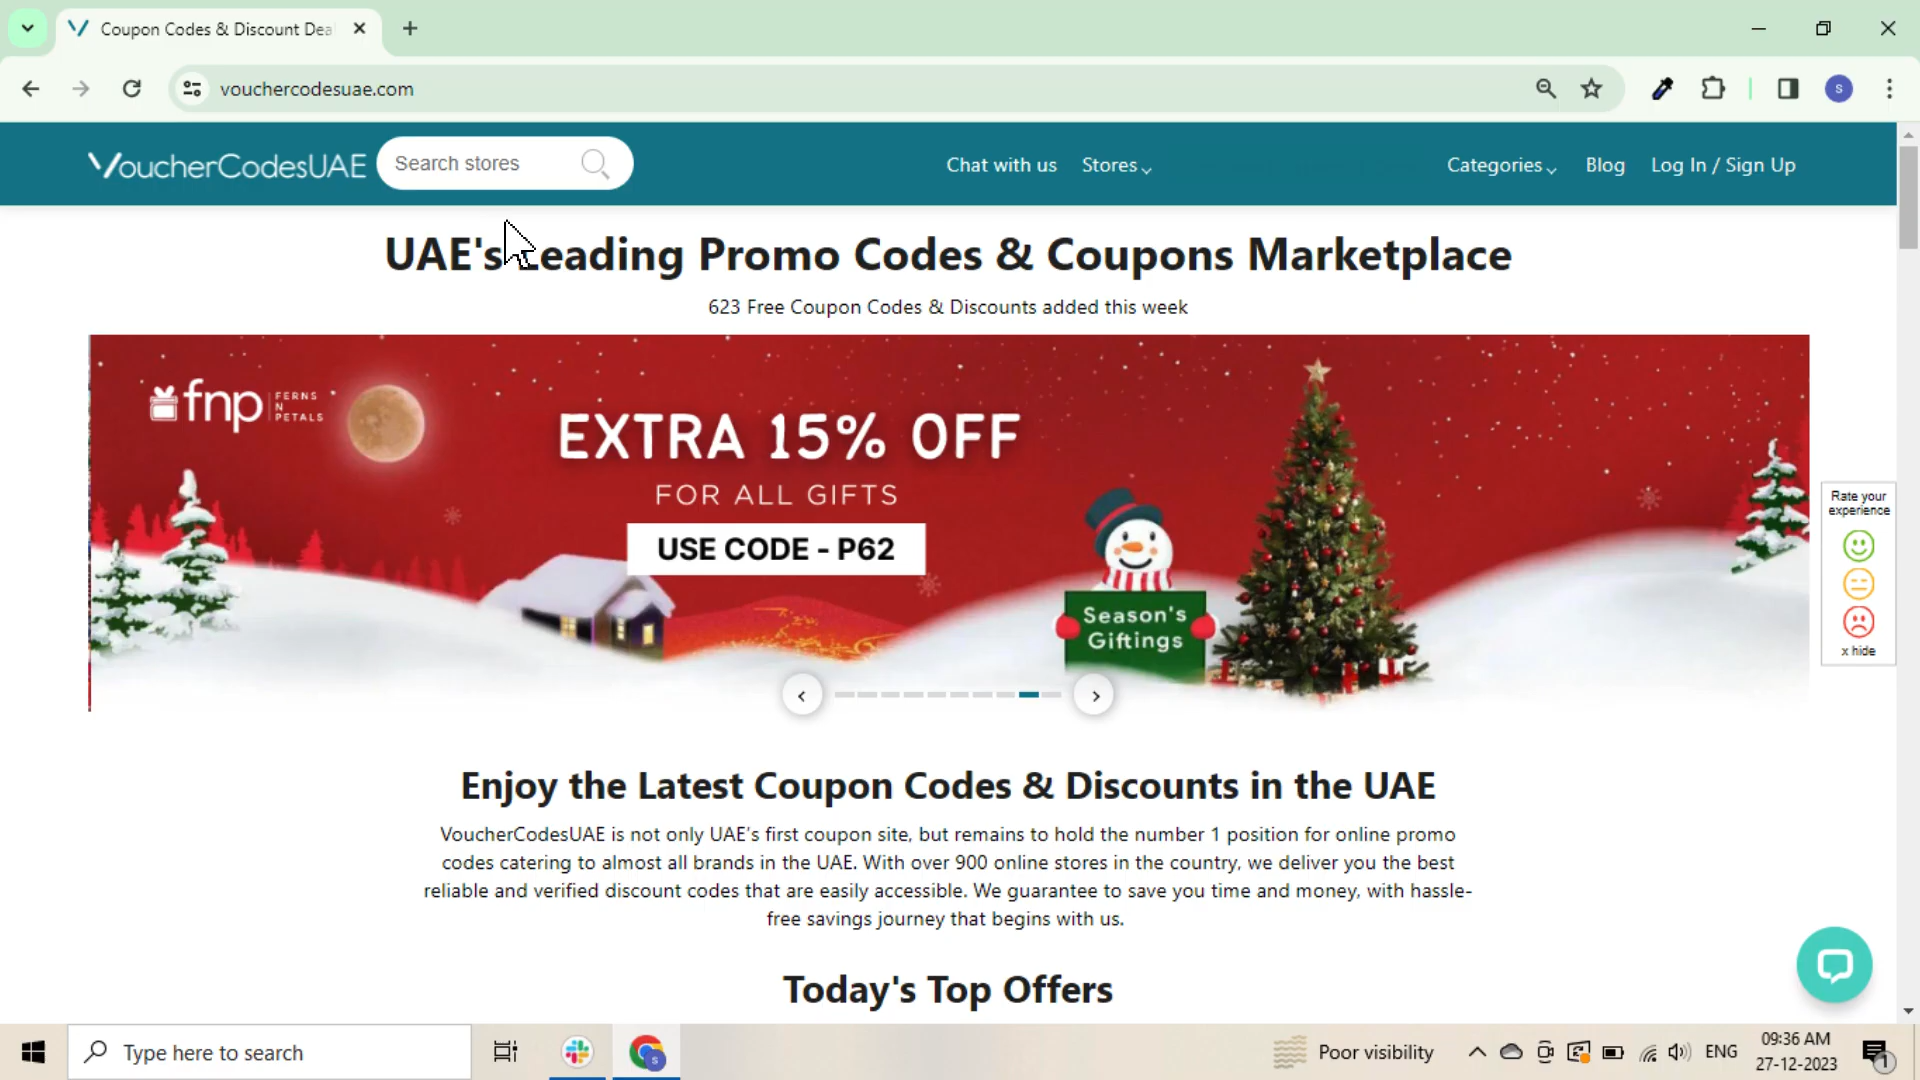 Coupon Codes & Discount Dea
vouchercodesuae.com
S
VoucherCodesUAE
Search stores
Chat with us
Stores
Categories
Blog
Log In / Sign Up
UAE's Leading Promo Codes & Coupons Marketplace
623 Free Coupon Codes & Discounts added this week
fnp FERNS
N
PETALS
EXTRA 15% OFF
FOR ALL GIFTS
USE CODE - P62
Season's
Giftings
Rate your
experience
x hide
Enjoy the Latest Coupon Codes & Discounts in the UAE
VoucherCodesUAE is not only UAE's first coupon site, but remains to hold the number 1 position for online promo
codes catering to almost all brands in the UAE. With over 900 online stores in the country, we deliver you the best
reliable and verified discount codes that are easily accessible. We guarantee to save you time and money, with hassle-
free savings journey that begins with us.
Today's Top Offers
Type here to search
S
Poor visibility
ENG
09:36 AM
27-12-2023
1